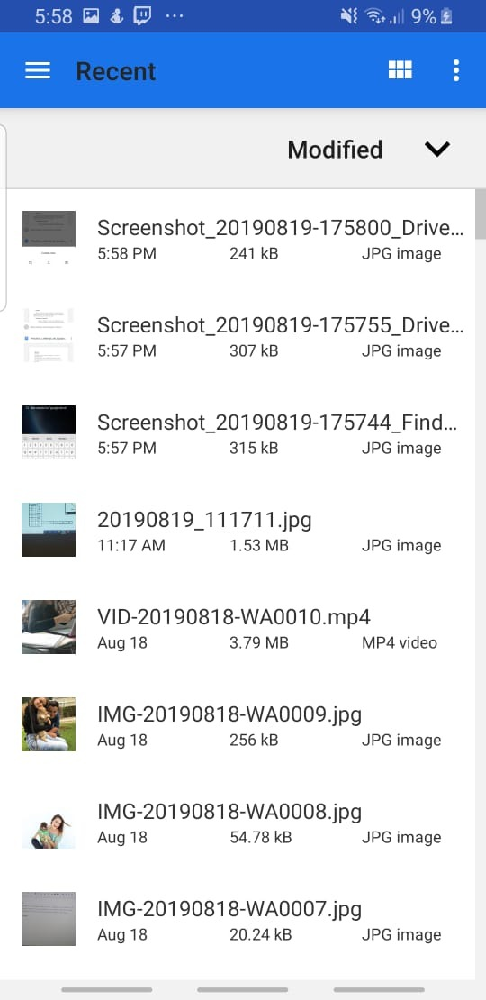 5:58 ... 9%
Recent
Modified
Screenshot_20190819-175800_Drive...
5:58 PM 241 kB JPG image
Screenshot_20190819-175755_Drive...
5:57 PM 307 kB JPG image
Screenshot_20190819-175744_Find...
5:57 PM 315 kB JPG image
20190819_111711.jpg
11:17 AM 1.53 MB JPG image
VID-20190818-WA0010.mp4
Aug 18 3.79 MB MP4 video
IMG-20190818-WA0009.jpg
Aug 18 256 kB JPG image
IMG-20190818-WA0008.jpg
Aug 18 54.78 kB JPG image
IMG-20190818-WA0007.jpg
Aug 18 20.24 kB JPG image